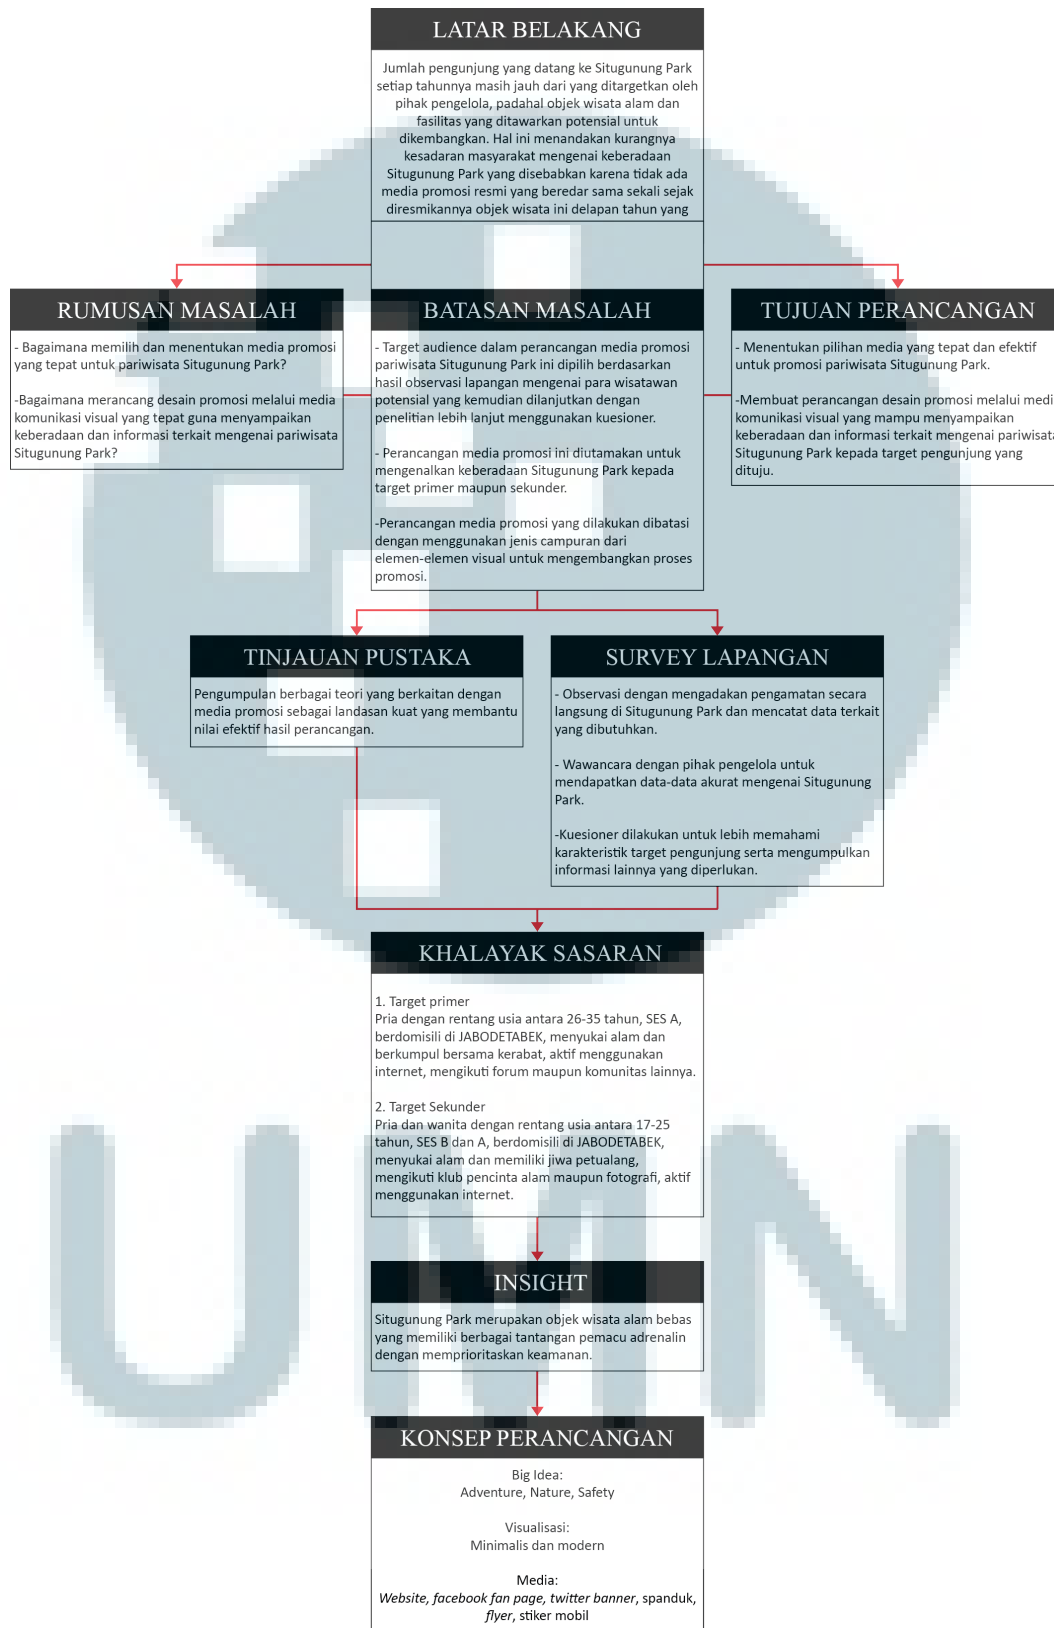 LATAR BELAKANG
Jumlah pengunjung yang datang ke Situgunung Park
setiap tahunnya masih jauh dari yang ditargetkan oleh
pihak pengelola, padahal objek wisata alam dan
fasilitas yang ditawarkan potensial untuk
dikembangkan. Hal ini menandakan kurangnya
kesadaran masyarakat mengenai keberadaan
Situgunung Park yang disebabkan karena tidak ada
media promosi resmi yang beredar sama sekali sejak
diresmikannya objek wisata ini delapan tahun yang
RUMUSAN MASALAH
- Bagaimana memilih dan menentukan media promosi
yang tepat untuk pariwisata Situgunung Park?
-Bagaimana merancang desain promosi melalui media
komunikasi visual yang tepat guna menyampaikan
keberadaan dan informasi terkait mengenai pariwisata
Situgunung Park?
BATASAN MASALAH
- Target audience dalam perancangan media promosi
pariwisata Situgunung Park ini dipilih berdasarkan
hasil observasi lapangan mengenai para wisatawan
potensial yang kemudian dilanjutkan dengan
penelitian lebih lanjut menggunakan kuesioner.
- Perancangan media promosi ini diutamakan untuk
mengenalkan keberadaan Situgunung Park kepada
target primer maupun sekunder.
-Perancangan media promosi yang dilakukan dibatasi
dengan menggunakan jenis campuran dari
elemen-elemen visual untuk mengembangkan proses
promosi.
TUJUAN PERANCANGAN
- Menentukan pilihan media yang tepat dan efektif
untuk promosi pariwisata Situgunung Park.
-Membuat perancangan desain promosi melalui medi
komunikasi visual yang mampu menyampaikan
keberadaan dan informasi terkait mengenai pariwisata
Situgunung Park kepada target pengunjung yang
dituju.
TINJAUAN PUSTAKA
Pengumpulan berbagai teori yang berkaitan dengan
media promosi sebagai landasan kuat yang membantu
nilai efektif hasil perancangan.
SURVEY LAPANGAN
- Observasi dengan mengadakan pengamatan secara
langsung di Situgunung Park dan mencatat data terkait
yang dibutuhkan.
- Wawancara dengan pihak pengelola untuk
mendapatkan data-data akurat mengenai Situgunung
Park.
-Kuesioner dilakukan untuk lebih memahami
karakteristik target pengunjung serta mengumpulkan
informasi lainnya yang diperlukan.
KHALAYAK SASARAN
1. Target primer
Pria dengan rentang usia antara 26-35 tahun, SES A,
berdomisili di JABODETABEK, menyukai alam dan
berkumpul bersama kerabat, aktif menggunakan
internet, mengikuti forum maupun komunitas lainnya.
2. Target Sekunder
Pria dan wanita dengan rentang usia antara 17-25
tahun, SES B dan A, berdomisili di JABODETABEK,
menyukai alam dan memiliki jiwa petualang,
mengikuti klub pencinta alam maupun fotografi, aktif
menggunakan internet.
INSIGHT
Situgunung Park merupakan objek wisata alam bebas
yang memiliki berbagai tantangan pemacu adrenalin
dengan memprioritaskan keamanan.
KONSEP PERANCANGAN
Big Idea:
Adventure, Nature, Safety
Visualisasi:
Minimalis dan modern
Media:
Website, facebook fan page, twitter banner, spanduk,
flyer, stiker mobil
UMN